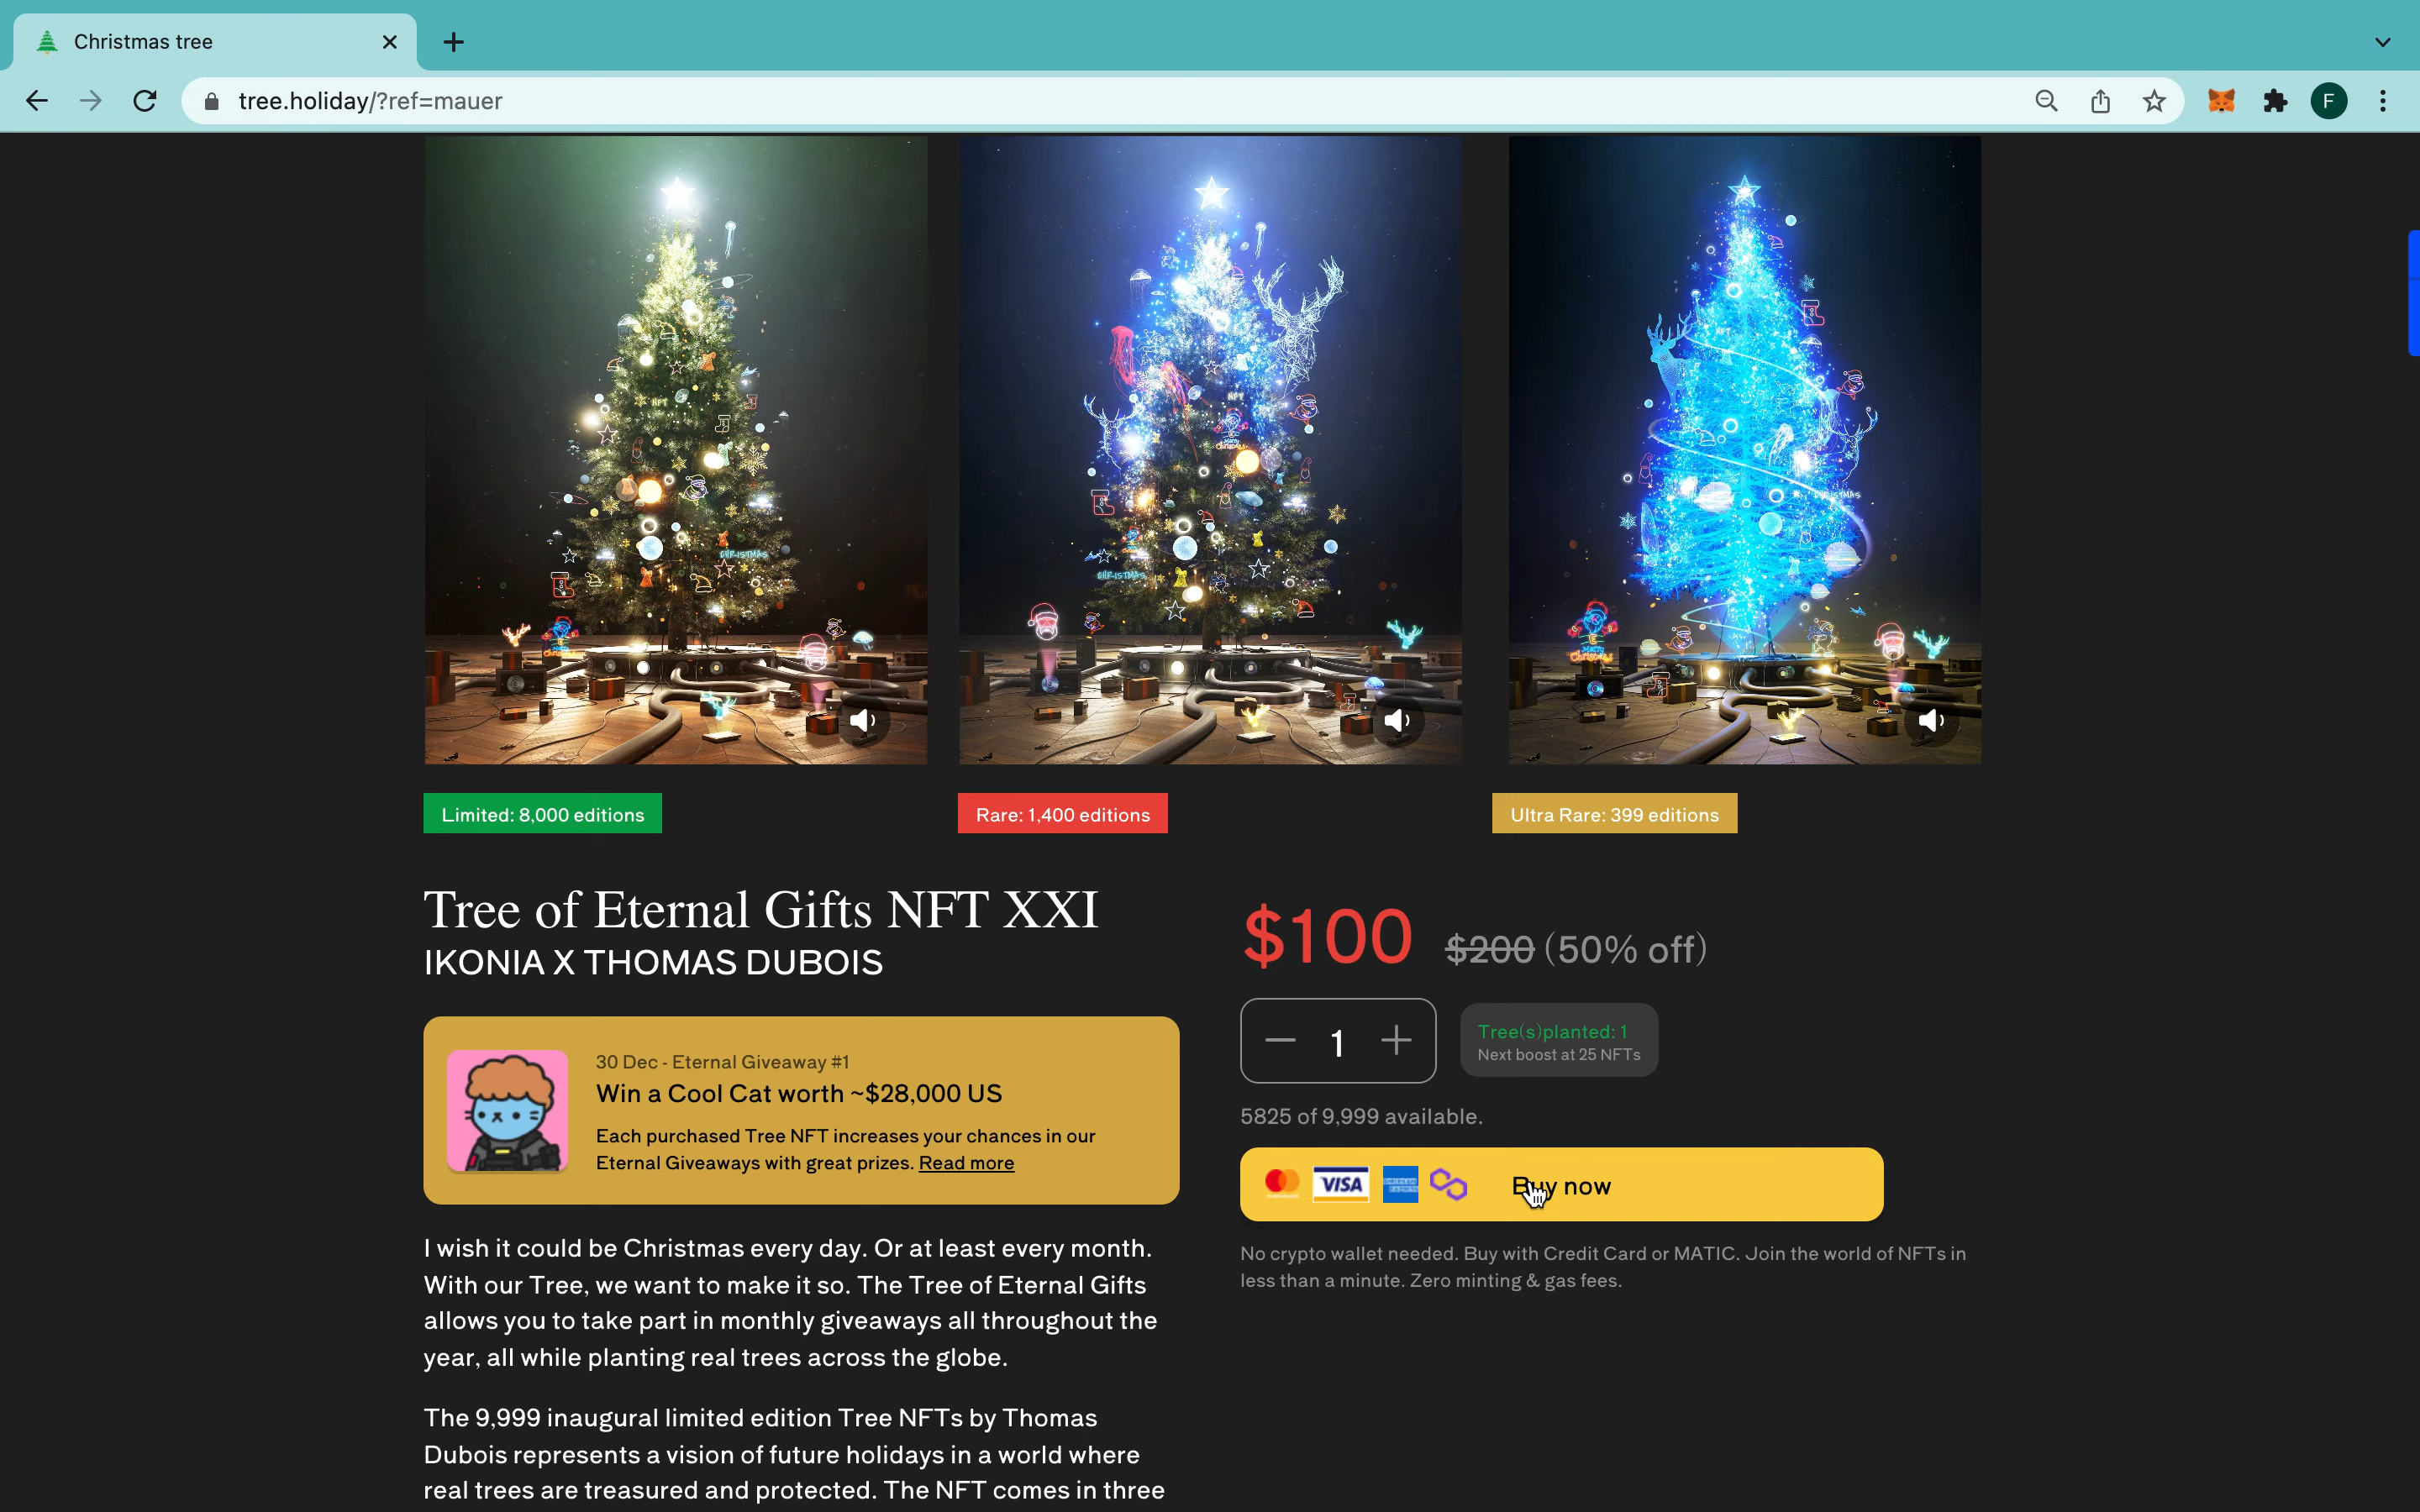 Christmas tree
tree.holiday/?ref=mauer
F
Limited: 8,000 editions
Rare: 1,400 editions
Ultra Rare: 399 editions
Tree of Eternal Gifts NFT XXI
IKONIA X THOMAS DUBOIS
$100 $200 (50% off)
30 Dec - Eternal Giveaway #1
Win a Cool Cat worth ~$28,000 US
Each purchased Tree NFT increases your chances in our
Eternal Giveaways with great prizes. Read more
1
Tree(s)planted: 1
Next boost at 25 NFTs
5825 of 9,999 available.
VISA
Buy now
No crypto wallet needed. Buy with Credit Card or MATIC. Join the world of NFTs in
less than a minute. Zero minting & gas fees.
I wish it could be Christmas every day. Or at least every month.
With our Tree, we want to make it so. The Tree of Eternal Gifts
allows you to take part in monthly giveaways all throughout the
year, all while planting real trees across the globe.
The 9,999 inaugural limited edition Tree NFTs by Thomas
Dubois represents a vision of future holidays in a world where
real trees are treasured and protected. The NFT comes in three